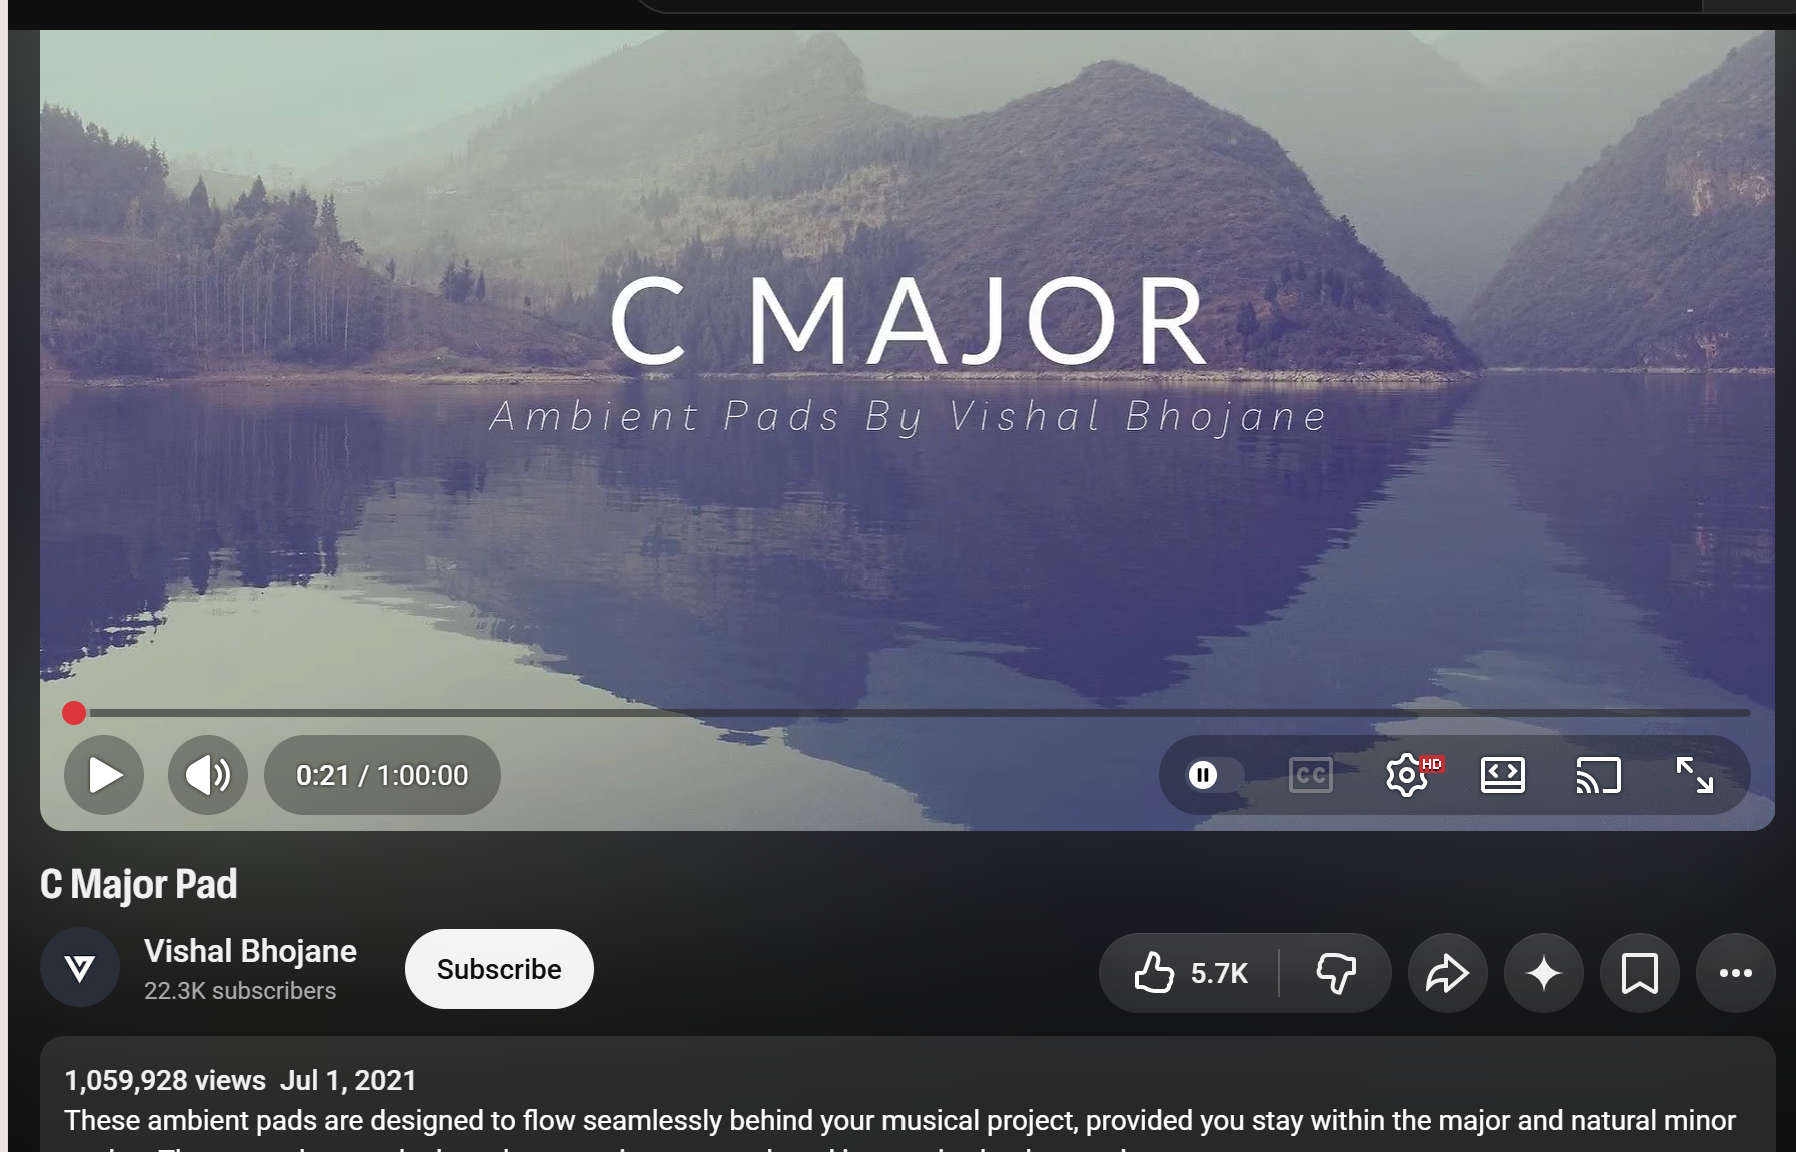 C MAJOR
Ambient Pads By Vishal Bhojane
0:21 / 1:00:00
CC
HD
C Major Pad
Vishal Bhojane
22.3K subscribers
Subscribe
5.7K
1,059,928 views Jul 1, 2021
These ambient pads are designed to flow seamlessly behind your musical project, provided you stay within the major and natural minor